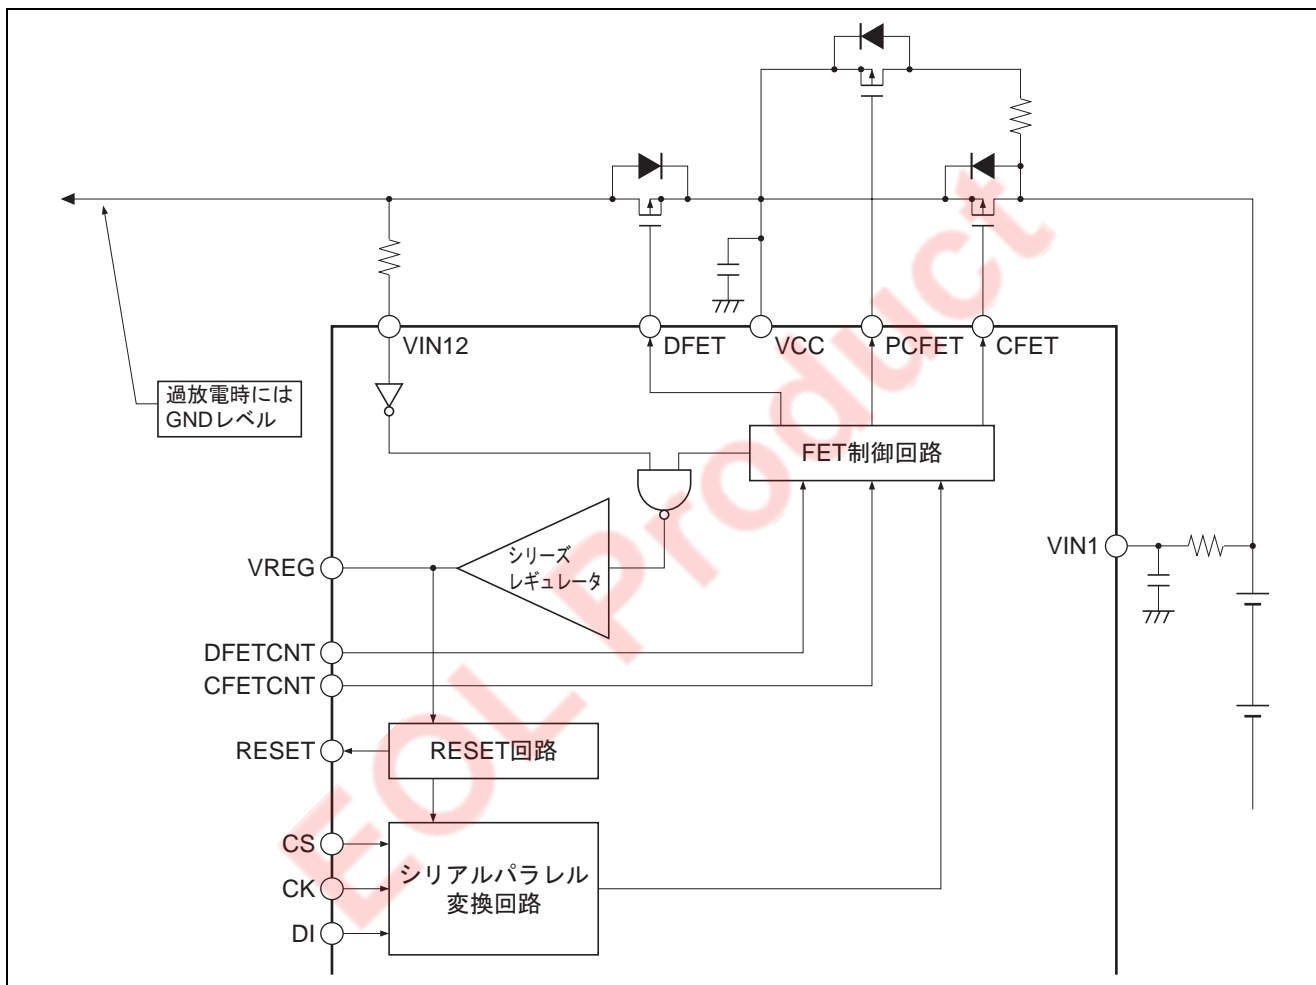 VIN12
DFET
VCC
PCFET
CFET
過放電時には
GNDレベル
FET制御回路
VIN1
シリーズ
レギュレータ
VREG
DFETCNT
CFETCNT
RESET
RESET回路
CS
CK
DI
シリアルパラレル
変換回路
EOL Product